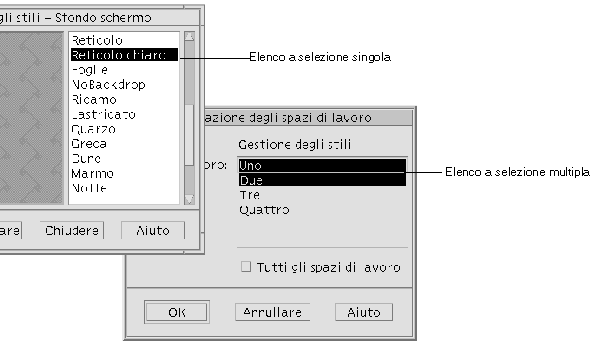 gli stili – Sfondo schermo
Reticolo
Reticolo chiaro
Foglie
NoBackdrop
Ricamo
Lastricato
Quarzo
Greca
Dune
Marmo
Notte
are Chiudere Aiuto
Elenco a selezione singola
azione degli spazi di lavoro
Gestione degli stili
oro:
Uno
Due
Tre
Quattro
Tutti gli spazi di lavoro
OK Annullare Aiuto
Elenco a selezione multipla